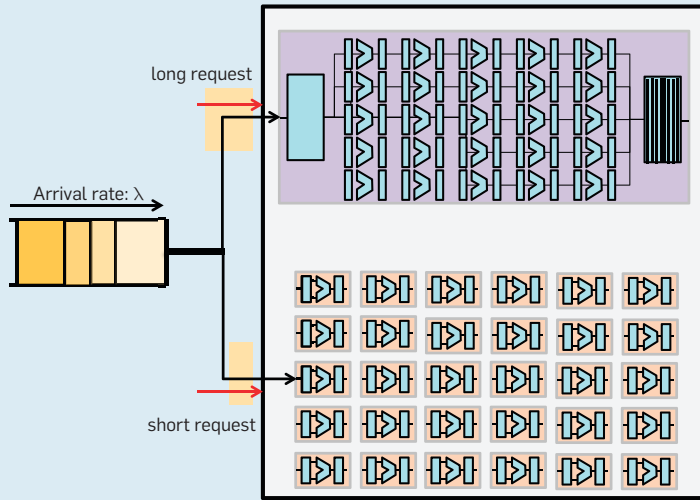 long request
Arrival rate: λ
short request